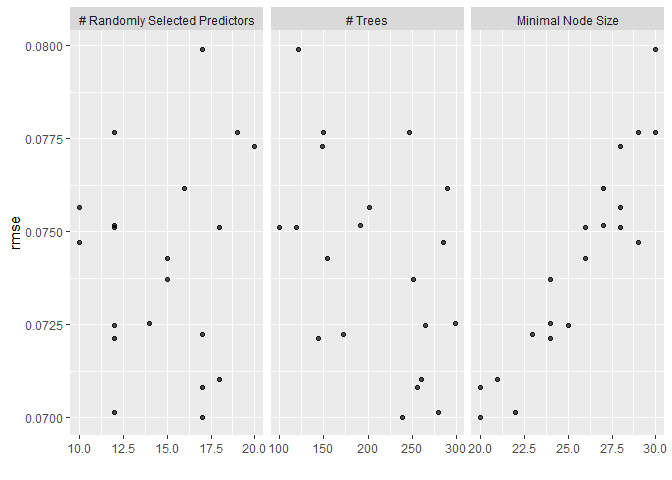 # Randomly Selected Predictors
# Trees
Minimal Node Size
0.0800
0.0775
0.0750
0.0725
0.0700
rmse
10.0 12.5 15.0 17.5 20.0
100 150 200 250 300
20.0 22.5 25.0 27.5 30.0